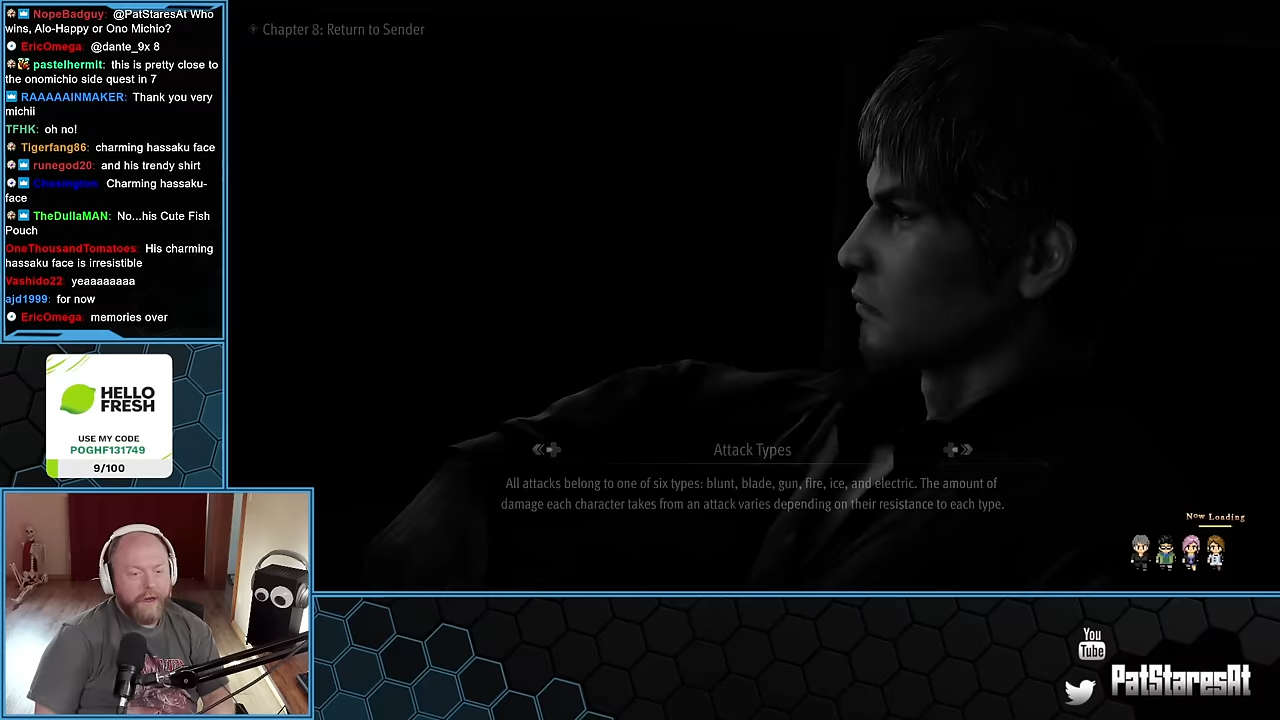 NopeBadguy: @PatStaresAt Who
wins, Alo-Happy or Ono Michio?
EricOmega: @dante_9x 8
pastelhermit: this is pretty close to
the onomichio side quest in 7
RAAAAAINMAKER: Thank you very
michii
TFHK: oh no!
Tigerfang86: charming hassaku face
runegod20: and his trendy shirt
Charming hassaku-
face
TheDullaMAN: No...his Cute Fish
Pouch
OneThousandTomatoes: His charming
hassaku face is irresistible
Vashido22: yeaaaaaaaa
ajd1999: for now
EricOmega: memories over
HELLO
FRESH
USE MY CODE
POGHF131749
9/100
Chapter 8: Return to Sender
Attack Types
All attacks belong to one of six types: blunt, blade, gun, fire, ice, and electric. The amount of
damage each character takes from an attack varies depending on their resistance to each type.
Now Loading
You
Tube
PatStaresAt